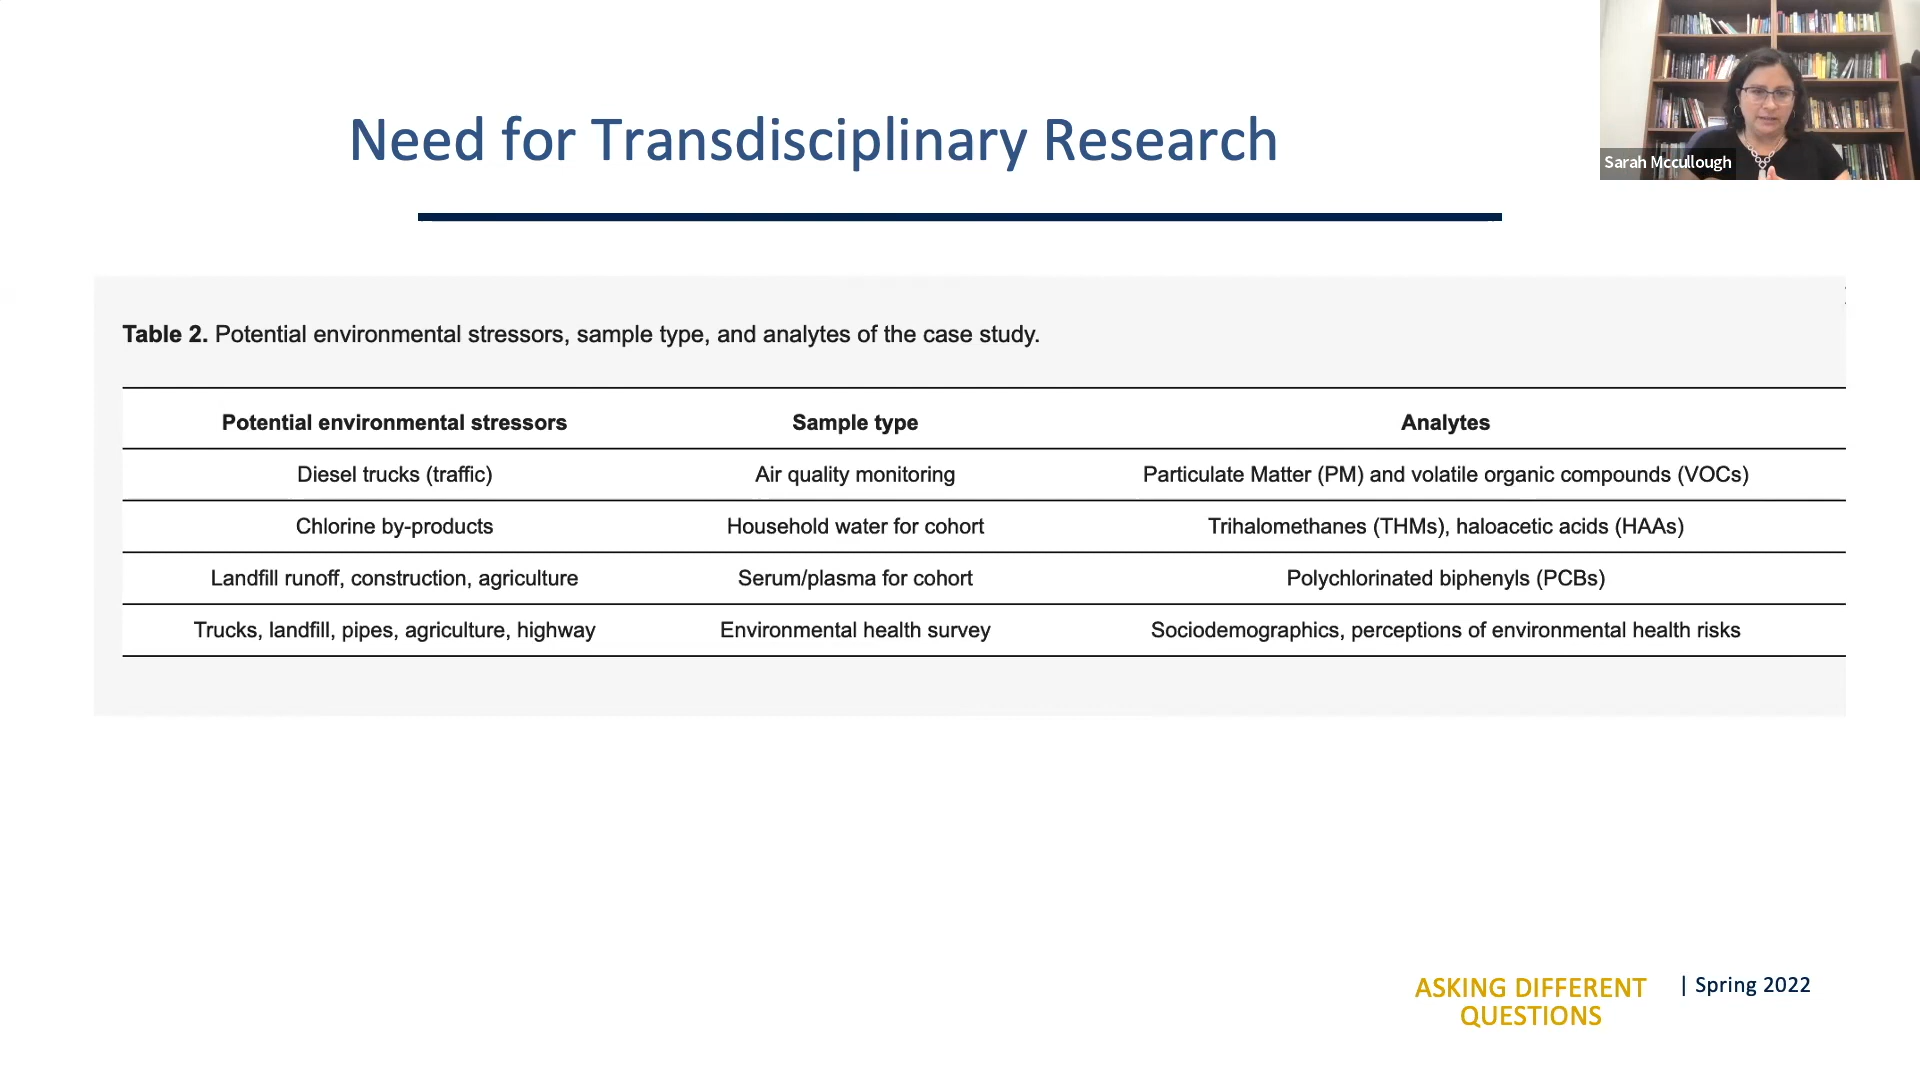 Sarah Mccullough
Need for Transdisciplinary Research
Table 2. Potential environmental stressors, sample type, and analytes of the case study.
Potential environmental stressors Sample type Analytes
Diesel trucks (traffic) Air quality monitoring Particulate Matter (PM) and volatile organic compounds (VOCs)
Chlorine by-products Household water for cohort Trihalomethanes (THMs), haloacetic acids (HAAs)
Landfill runoff, construction, agriculture Serum/plasma for cohort Polychlorinated biphenyls (PCBs)
Trucks, landfill, pipes, agriculture, highway Environmental health survey Sociodemographics, perceptions of environmental health risks
ASKING DIFFERENT
QUESTIONS
| Spring 2022